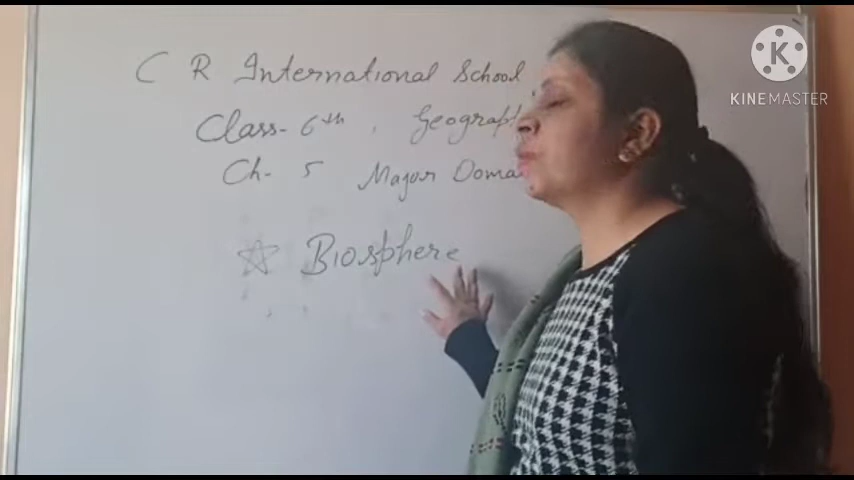 C R International School
Class- 6th , Geograph
Ch- 5 Major Doma
Biosphere
K
KINEMASTER